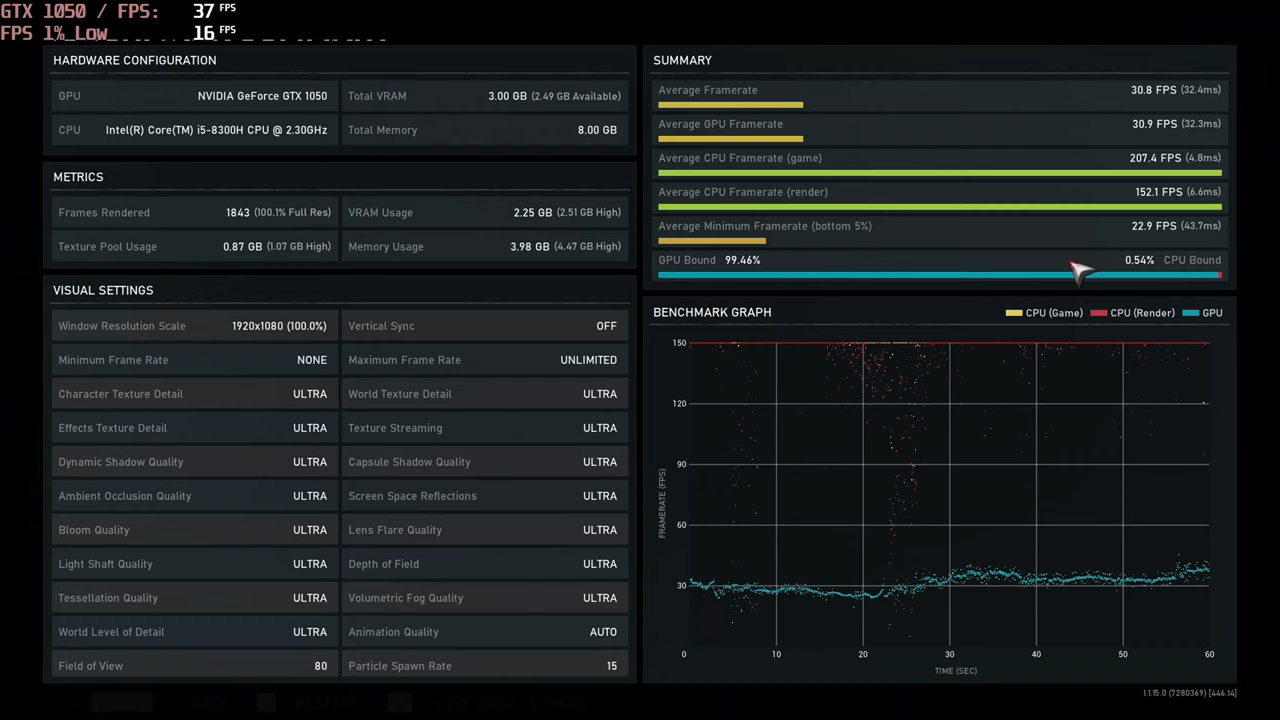 GTX 1050 / FPS: 37 FPS
FPS 1% Low 16 FPS
HARDWARE CONFIGURATION
GPU NVIDIA GeForce GTX 1050 Total VRAM 3.00 GB (2.49 GB Available)
CPU Intel(R) Core(TM) i5-8300H CPU @ 2.30GHz Total Memory 8.00 GB
METRICS
Frames Rendered 1843 (100.1% Full Res) VRAM Usage 2.25 GB (2.51 GB High)
Texture Pool Usage 0.87 GB (1.07 GB High) Memory Usage 3.98 GB (4.47 GB High)
VISUAL SETTINGS
Window Resolution Scale 1920x1080 (100.0%) Vertical Sync OFF
Minimum Frame Rate NONE Maximum Frame Rate UNLIMITED
Character Texture Detail ULTRA World Texture Detail ULTRA
Effects Texture Detail ULTRA Texture Streaming ULTRA
Dynamic Shadow Quality ULTRA Capsule Shadow Quality ULTRA
Ambient Occlusion Quality ULTRA Screen Space Reflections ULTRA
Bloom Quality ULTRA Lens Flare Quality ULTRA
Light Shaft Quality ULTRA Depth of Field ULTRA
Tessellation Quality ULTRA Volumetric Fog Quality ULTRA
World Level of Detail ULTRA Animation Quality AUTO
Field of View 80 Particle Spawn Rate 15
SUMMARY
Average Framerate 30.8 FPS (32.4ms)
Average GPU Framerate 30.9 FPS (32.3ms)
Average CPU Framerate (game) 207.4 FPS (4.8ms)
Average CPU Framerate (render) 152.1 FPS (6.6ms)
Average Minimum Framerate (bottom 5%) 22.9 FPS (43.7ms)
GPU Bound 99.46% 0.54% CPU Bound
BENCHMARK GRAPH CPU (Game) CPU (Render) GPU
150
120
90
60
30
FRAMERATE (FPS)
0 10 20 30 40 50 60
TIME (SEC)
1.1.15.0 (7280369) [446.14]
BACK RESTART VIEW VIDEO SETTINGS